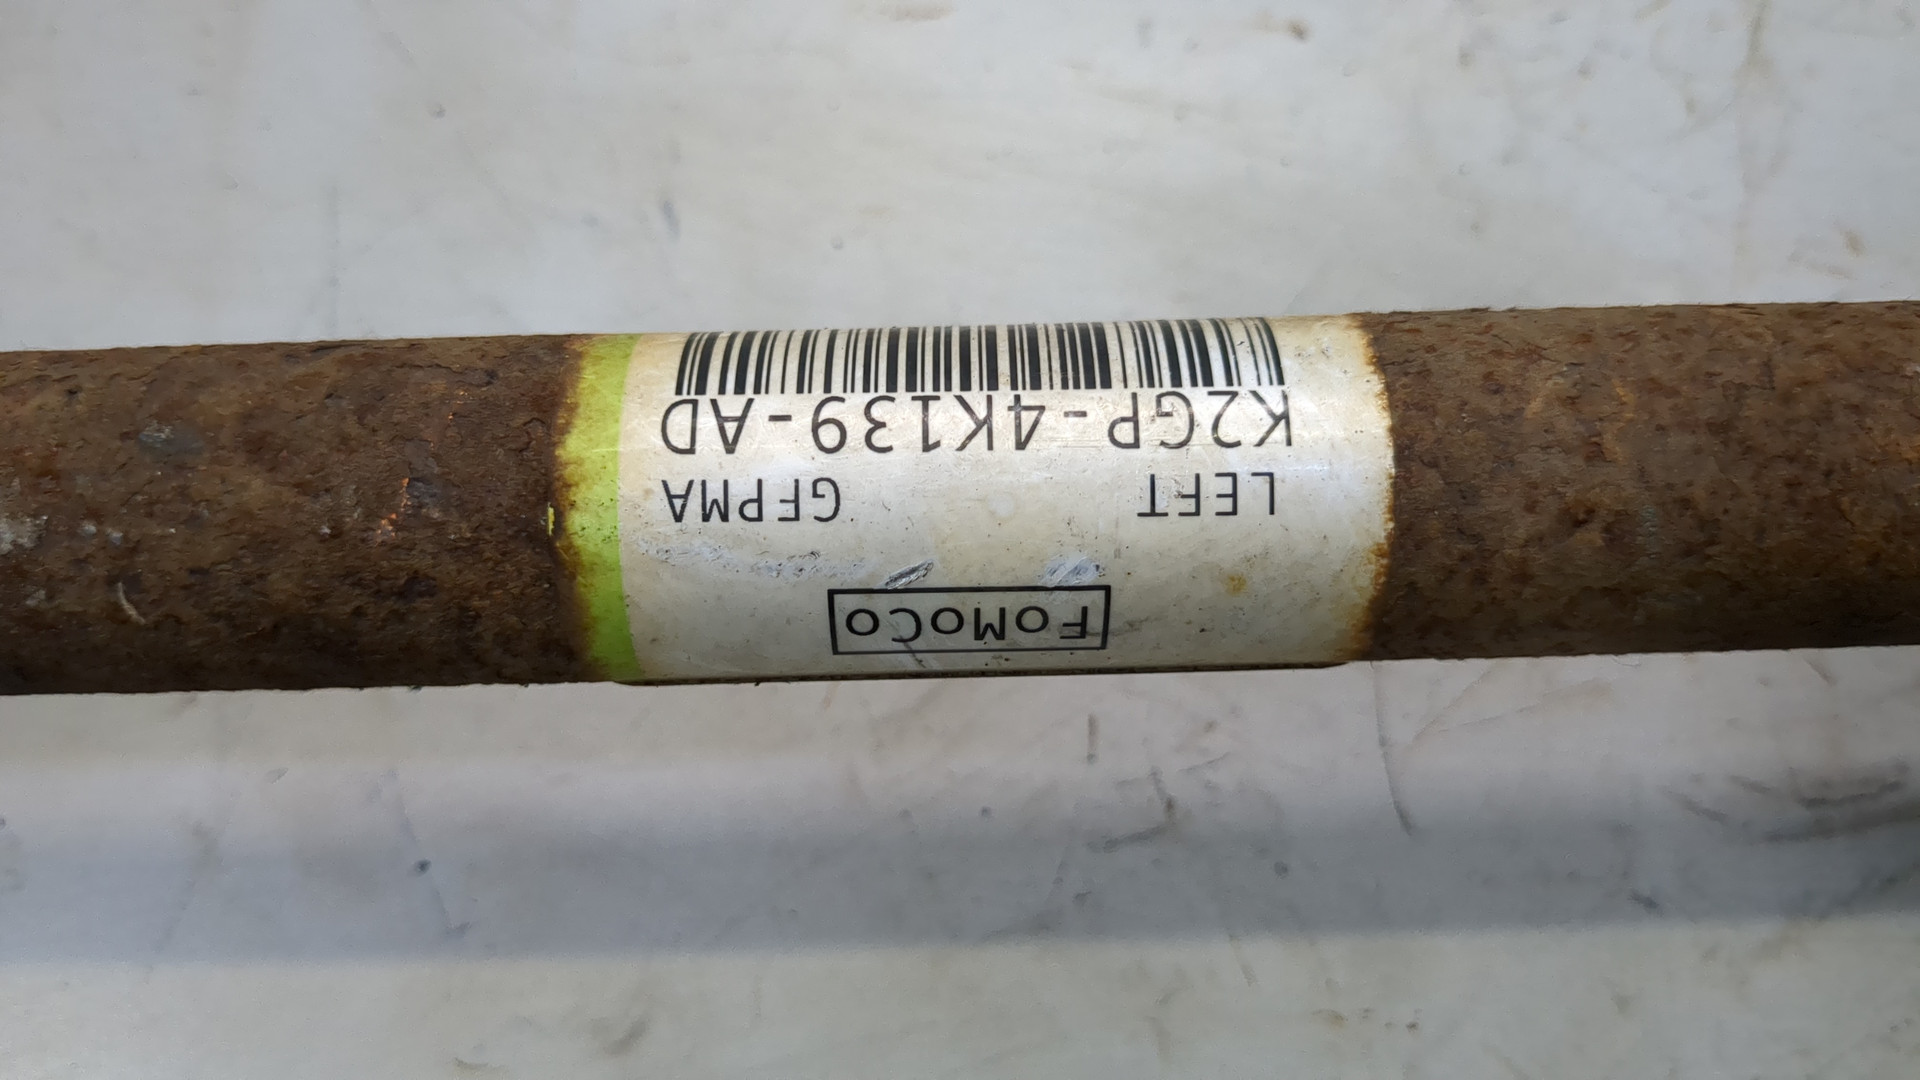 FoMoCo
LEFT GFPMA
K2GP-4K139-AD